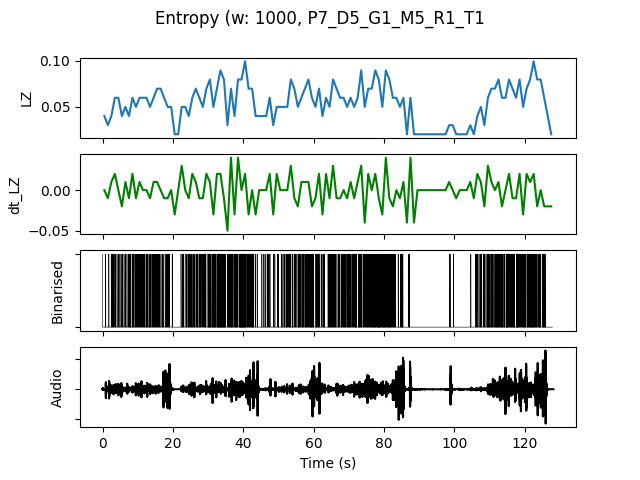 Entropy (w: 1000, P7_D5_G1_M5_R1_T1
0.10
0.05
LZ
0.00
−0.05
dt_LZ
Binarised
Audio
0 20 40 60 80 100 120
Time (s)